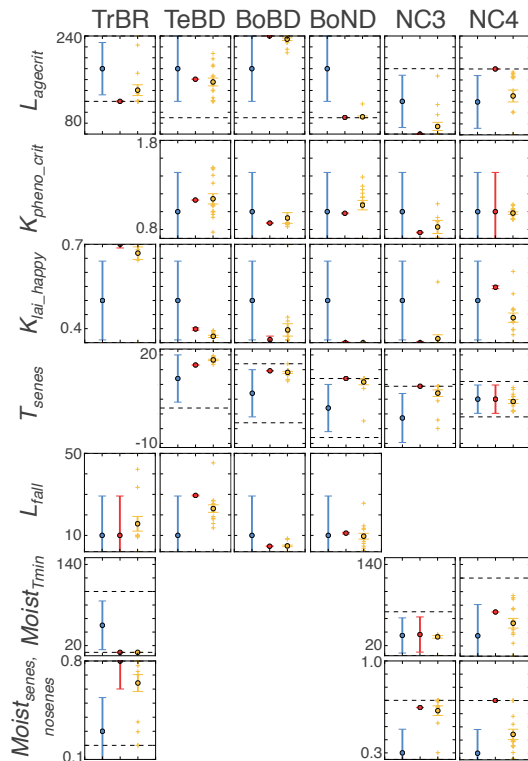 TrBR TeBD BoBD BoND NC3 NC4
L_agecrit
240
80
K_pheno_crit
1.8
0.8
K_lai_happy
0.7
0.4
T_senes
20
-10
L_fall
50
10
Moist_Tmin
140
20
140
20
Moist_senes,
nosenes
0.8
0.1
1.0
0.3